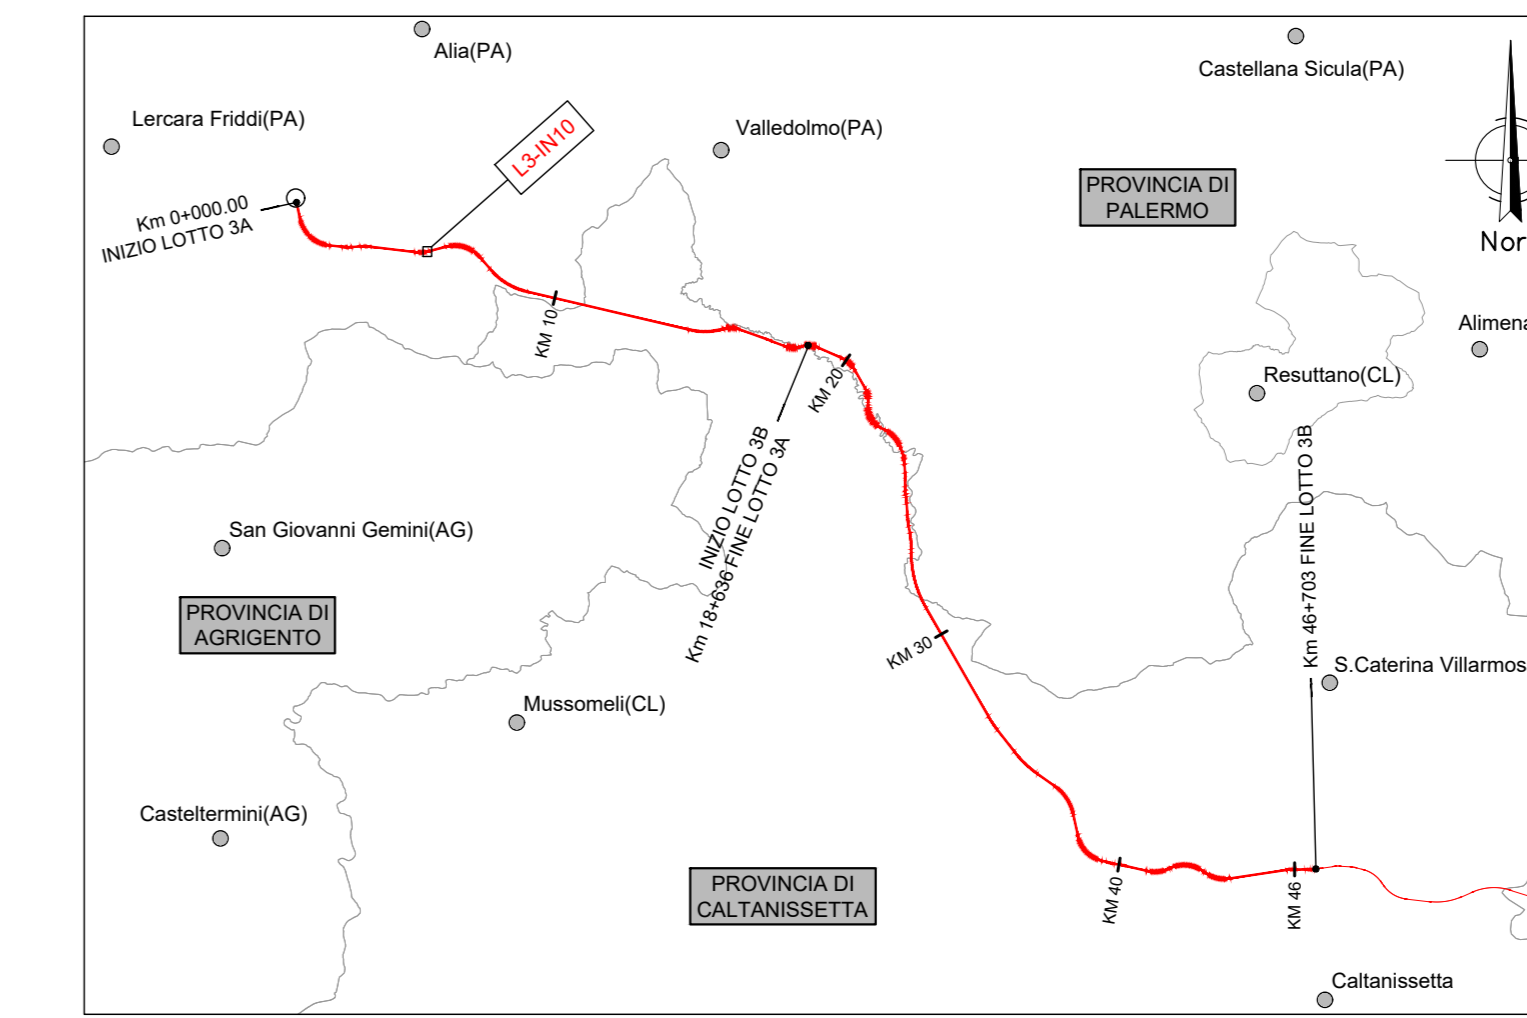 Alia(PA)
Castellana Sicula(PA)
Lercara Friddi(PA)
Valledolmo(PA)
L3-IN10
PROVINCIA DI
PALERMO
Km 0+000.00
INIZIO LOTTO 3A
Nor
KM 10
Alimena
KM 20
Resuttano(CL)
INIZIO LOTTO 3B
Km 18+636 FINE LOTTO 3A
Km 46+703 FINE LOTTO 3B
San Giovanni Gemini(AG)
PROVINCIA DI
AGRIGENTO
KM 30
S.Caterina Villarmos
Mussomeli(CL)
Casteltermini(AG)
PROVINCIA DI
CALTANISSETTA
KM 40
KM 46
Caltanissetta